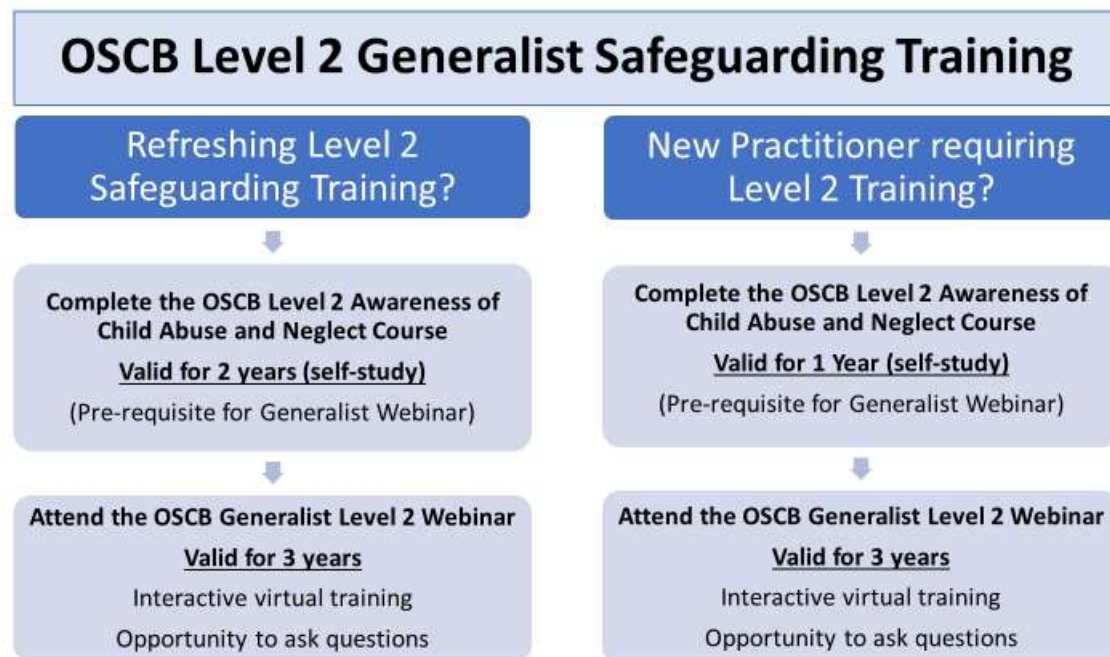 OSCB Level 2 Generalist Safeguarding Training
Refreshing Level 2
Safeguarding Training?
Complete the OSCB Level 2 Awareness of
Child Abuse and Neglect Course
Valid for 2 years (self-study)
(Pre-requisite for Generalist Webinar)
Attend the OSCB Generalist Level 2 Webinar
Valid for 3 years
Interactive virtual training
Opportunity to ask questions
New Practitioner requiring
Level 2 Training?
Complete the OSCB Level 2 Awareness of
Child Abuse and Neglect Course
Valid for 1 Year (self-study)
(Pre-requisite for Generalist Webinar)
Attend the OSCB Generalist Level 2 Webinar
Valid for 3 years
Interactive virtual training
Opportunity to ask questions